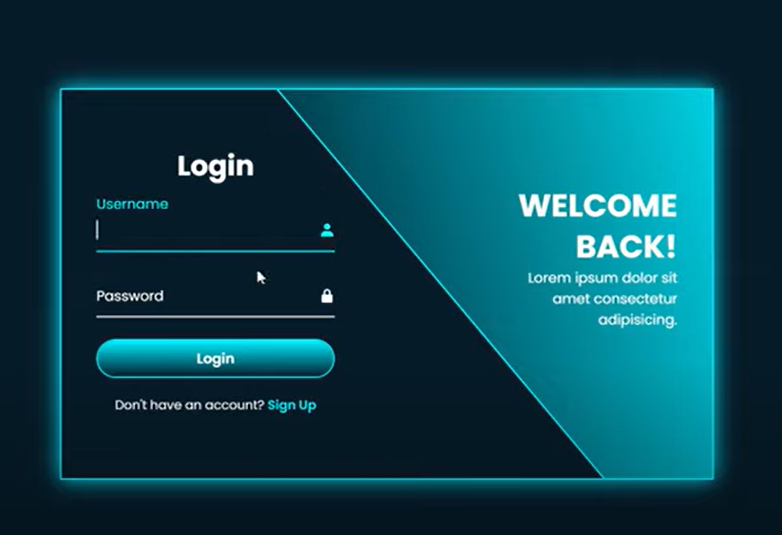 Login
Username
Password
Login
Don't have an account? Sign Up
WELCOME
BACK!
Lorem ipsum dolor sit
amet consectetur
adipisicing.